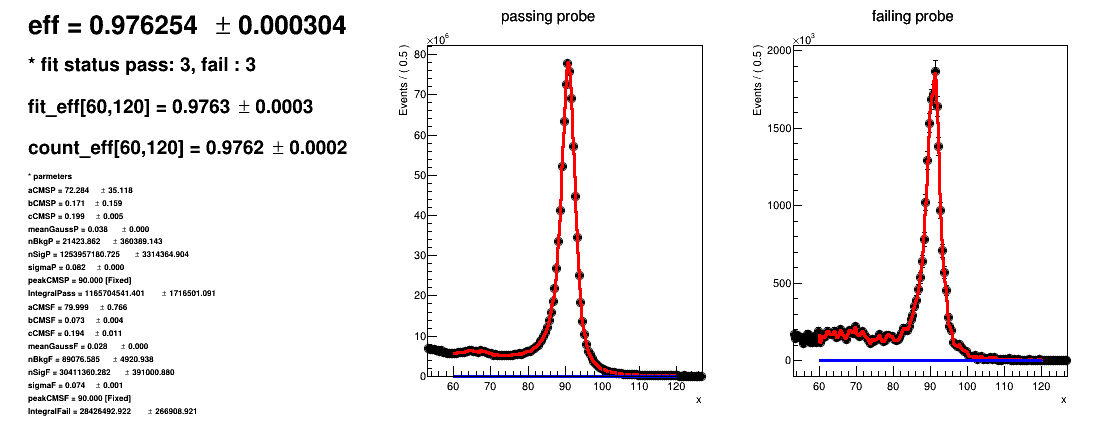 eff = 0.976254 ± 0.000304
* fit status pass: 3, fail : 3
fit_eff[60,120] = 0.9763 ± 0.0003
count_eff[60,120] = 0.9762 ± 0.0002
* parmeters
aCMSP = 72.284 ± 35.118
bCMSP = 0.171 ± 0.159
cCMSP = 0.199 ± 0.005
meanGaussP = 0.038 ± 0.000
nBkgP = 21423.862 ± 360389.143
nSigP = 1253957180.725 ± 3314364.904
sigmaP = 0.082 ± 0.000
peakCMSP = 90.000 [Fixed]
IntegralPass = 1165704541.401 ± 1716501.091
aCMSF = 79.999 ± 0.766
bCMSF = 0.073 ± 0.004
cCMSF = 0.194 ± 0.011
meanGaussF = 0.028 ± 0.000
nBkgF = 89076.585 ± 4920.938
nSigF = 30411360.282 ± 391000.880
sigmaF = 0.074 ± 0.001
peakCMSF = 90.000 [Fixed]
IntegralFail = 28426492.922 ± 266908.921
passing probe
×10⁶
Events / ( 0.5 )
80
70
60
50
40
30
20
10
0
60 70 80 90 100 110 120
x
failing probe
×10³
Events / ( 0.5 )
2000
1500
1000
500
0
60 70 80 90 100 110 120
x